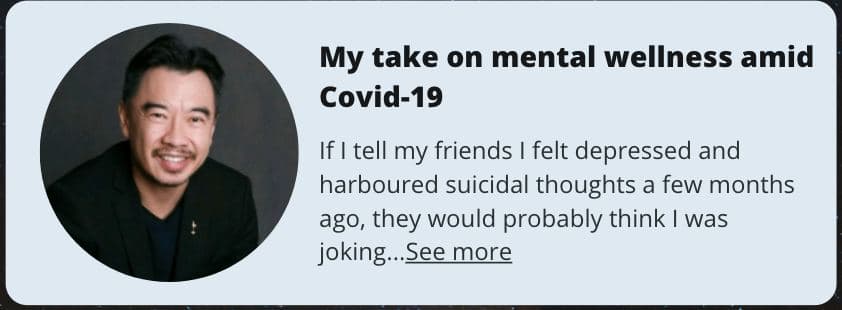 My take on mental wellness amid
Covid-19
If I tell my friends I felt depressed and
harboured suicidal thoughts a few months
ago, they would probably think I was
joking...See more